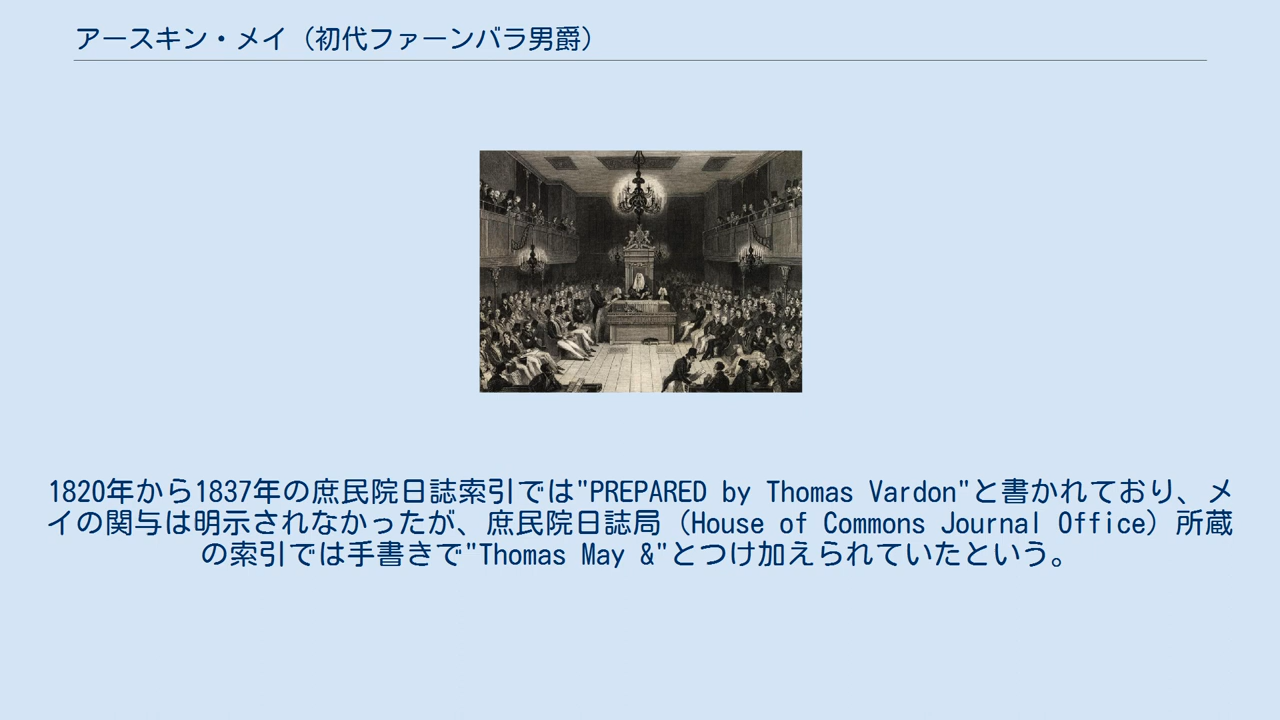 アースキン・メイ（初代ファーンバラ男爵）
1820年から1837年の庶民院日誌索引では"PREPARED by Thomas Vardon"と書かれており、メ
イの関与は明示されなかったが、庶民院日誌局（House of Commons Journal Office）所蔵
の索引では手書きで"Thomas May &"とつけ加えられていたという。